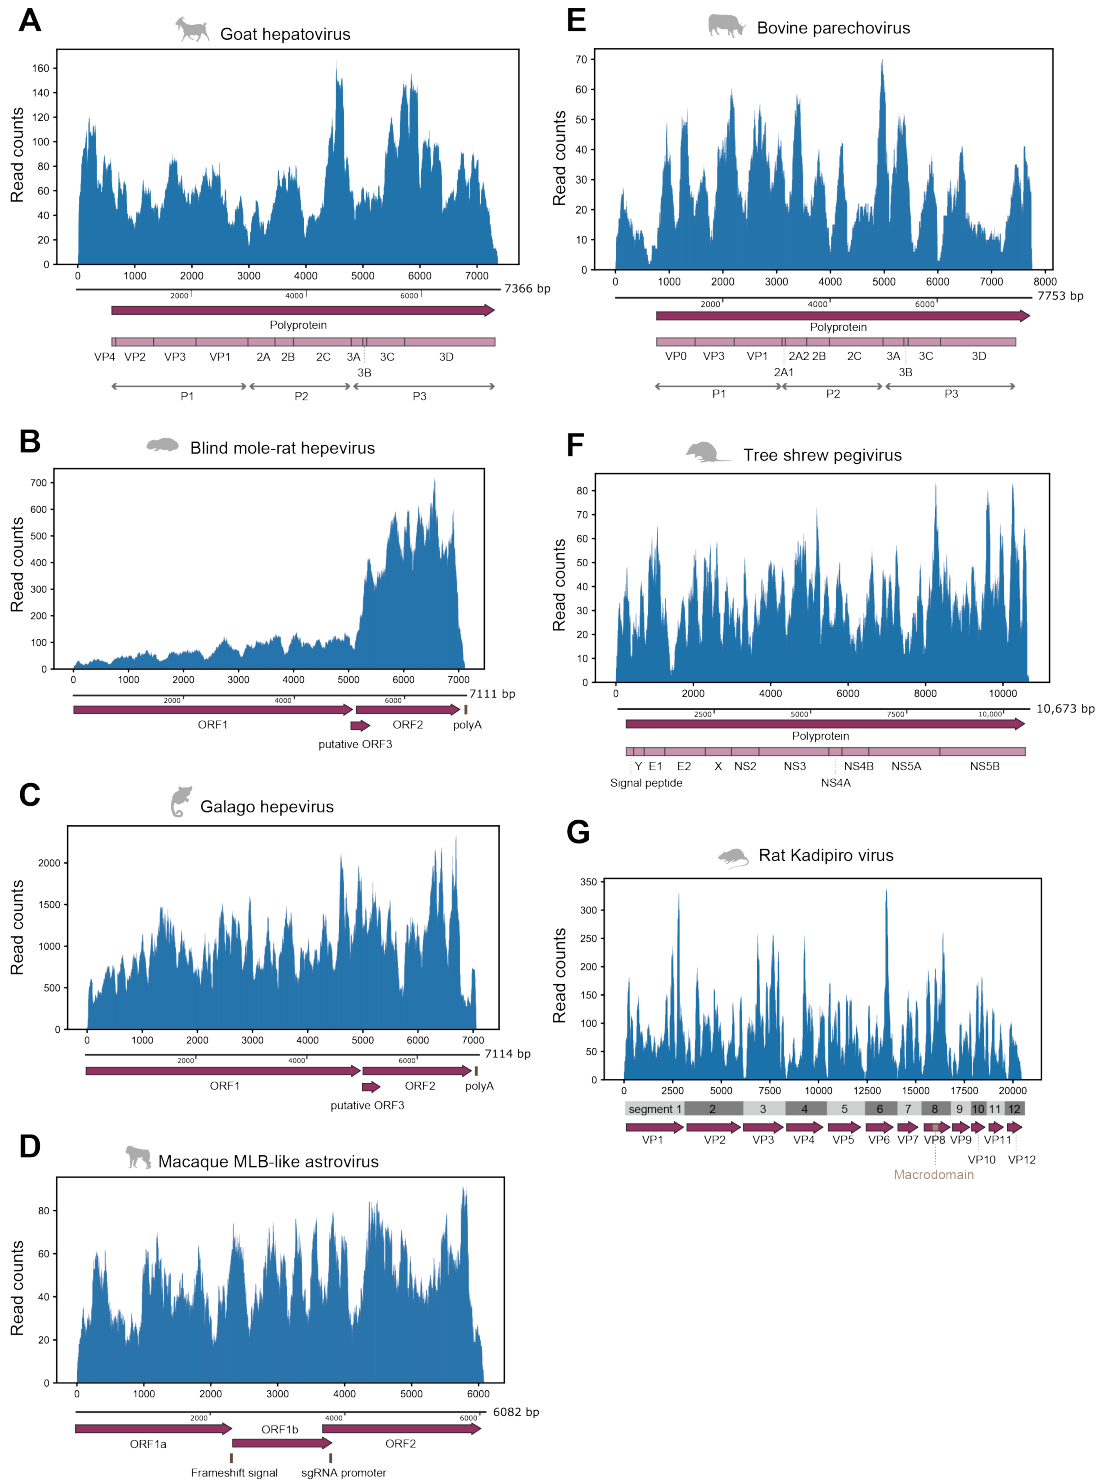 A
Goat hepatovirus
Read counts
160
140
120
100
80
60
40
20
0
0 1000 2000 3000 4000 5000 6000 7000
2000 4000 6000 7366 bp
Polyprotein
VP4 VP2 VP3 VP1 2A 2B 2C 3A 3C 3D
3B
P1 P2 P3
B
Blind mole-rat hepevirus
Read counts
700
600
500
400
300
200
100
0
0 1000 2000 3000 4000 5000 6000 7000
2000 4000 6000 7111 bp
ORF1 ORF2 polyA
putative ORF3
C
Galago hepevirus
Read counts
2000
1500
1000
500
0
0 1000 2000 3000 4000 5000 6000 7000
2000 4000 6000 7114 bp
ORF1 ORF2 polyA
putative ORF3
D
Macaque MLB-like astrovirus
Read counts
80
60
40
20
0
0 1000 2000 3000 4000 5000 6000
2000 4000 6000 6082 bp
ORF1a ORF1b ORF2
Frameshift signal sgRNA promoter
E
Bovine parechovirus
Read counts
70
60
50
40
30
20
10
0
0 1000 2000 3000 4000 5000 6000 7000 8000
2000 4000 6000 7753 bp
Polyprotein
VP0 VP3 VP1 2A2 2B 2C 3A 3C 3D
2A1 3B
P1 P2 P3
F
Tree shrew pegivirus
Read counts
80
70
60
50
40
30
20
10
0
0 2000 4000 6000 8000 10000
2500 5000 7500 10,000 10,673 bp
Polyprotein
Y E1 E2 X NS2 NS3 NS4B NS5A NS5B
Signal peptide NS4A
G
Rat Kadipiro virus
Read counts
350
300
250
200
150
100
50
0
0 2500 5000 7500 10000 12500 15000 17500 20000
segment 1 2 3 4 5 6 7 8 9 10 11 12
VP1 VP2 VP3 VP4 VP5 VP6 VP7 VP8 VP9 VP11
VP10 VP12
Macrodomain